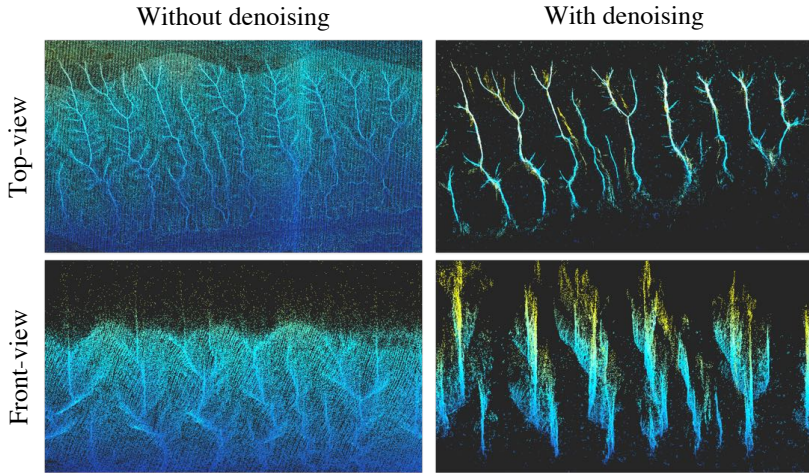 Without denoising
With denoising
Top-view
Front-view